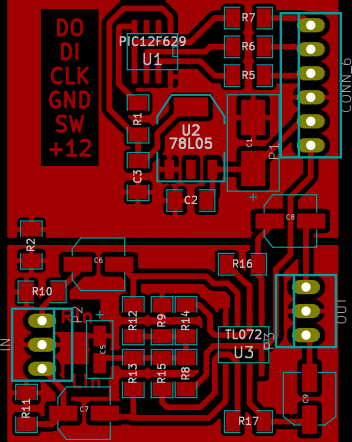 DO
DI
CLK
GND
SW
+12
PIC12F629
U1
R7
R6
R5
CONN_6
R1
U2
78L05
C1
P1
C3
C2
+
C8
R2
C6
R16
R10
IN
P2
+
C5
R12
R9
R14
TL072
U3
P3
OUT
R13
R15
R8
R11
C7
R17
C9